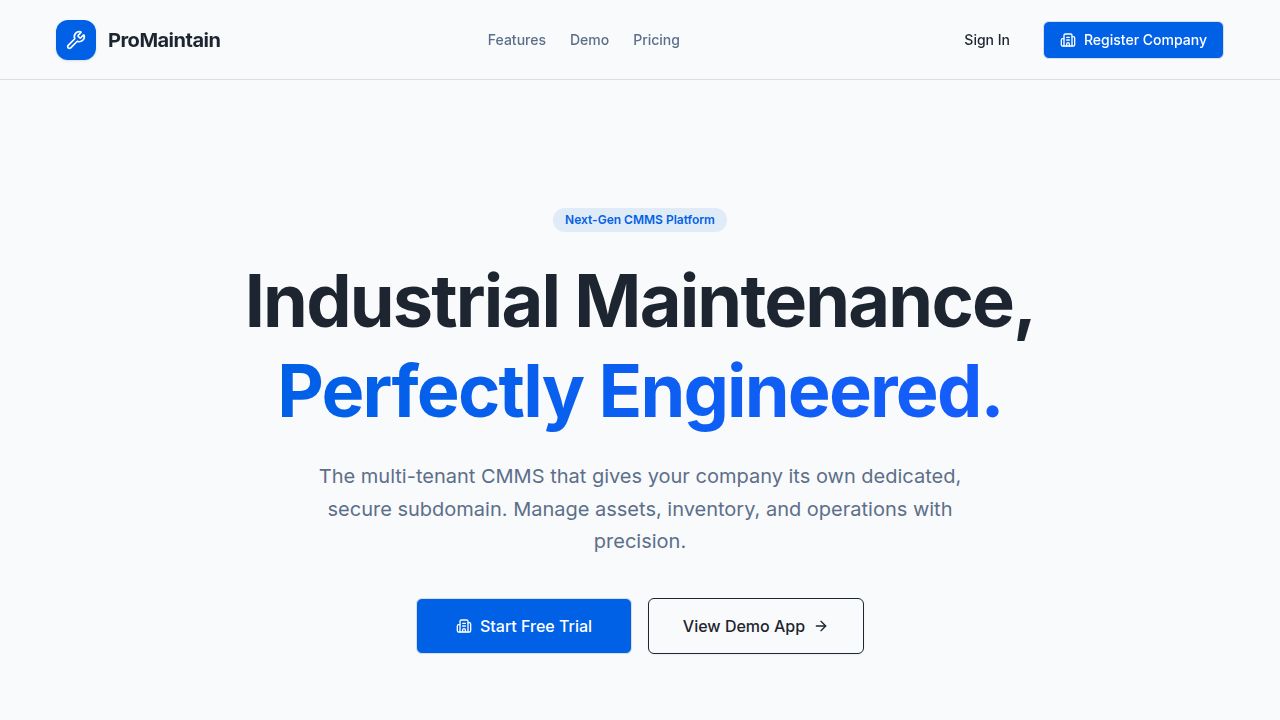 ProMaintain
Features
Demo
Pricing
Sign In
Register Company
Next-Gen CMMS Platform
Industrial Maintenance,
Perfectly Engineered.
The multi-tenant CMMS that gives your company its own dedicated,
secure subdomain. Manage assets, inventory, and operations with
precision.
Start Free Trial
View Demo App